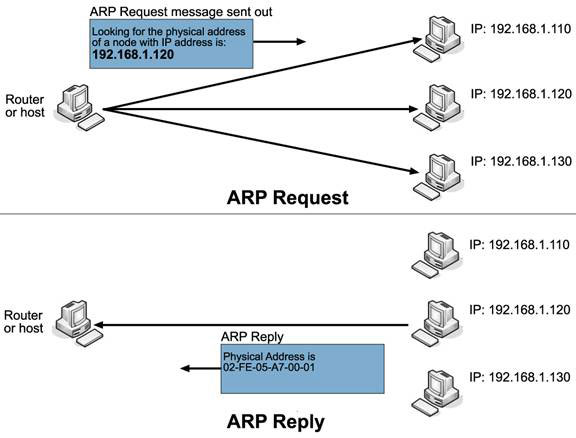 ARP Request message sent out
Looking for the physical address
of a node with IP address is:
192.168.1.120
IP: 192.168.1.110
Router
or host
IP: 192.168.1.120
IP: 192.168.1.130
ARP Request
IP: 192.168.1.110
Router
or host
IP: 192.168.1.120
ARP Reply
Physical Address is
02-FE-05-A7-00-01
IP: 192.168.1.130
ARP Reply